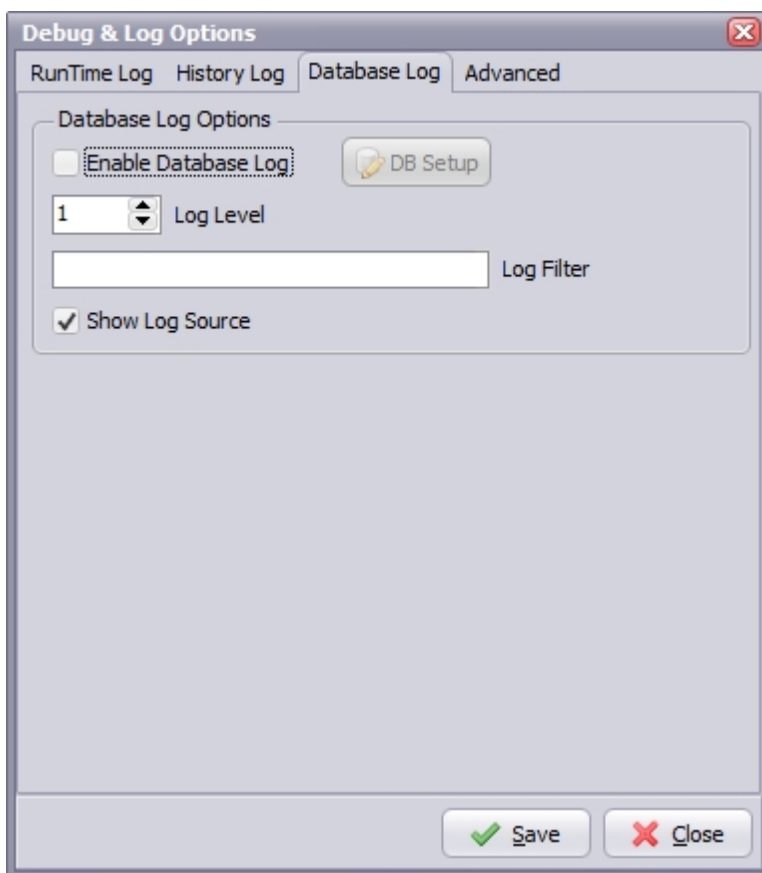 Debug & Log Options
RunTime Log History Log Database Log Advanced
Database Log Options
Enable Database Log DB Setup
1 Log Level
Log Filter
Show Log Source
Save Close